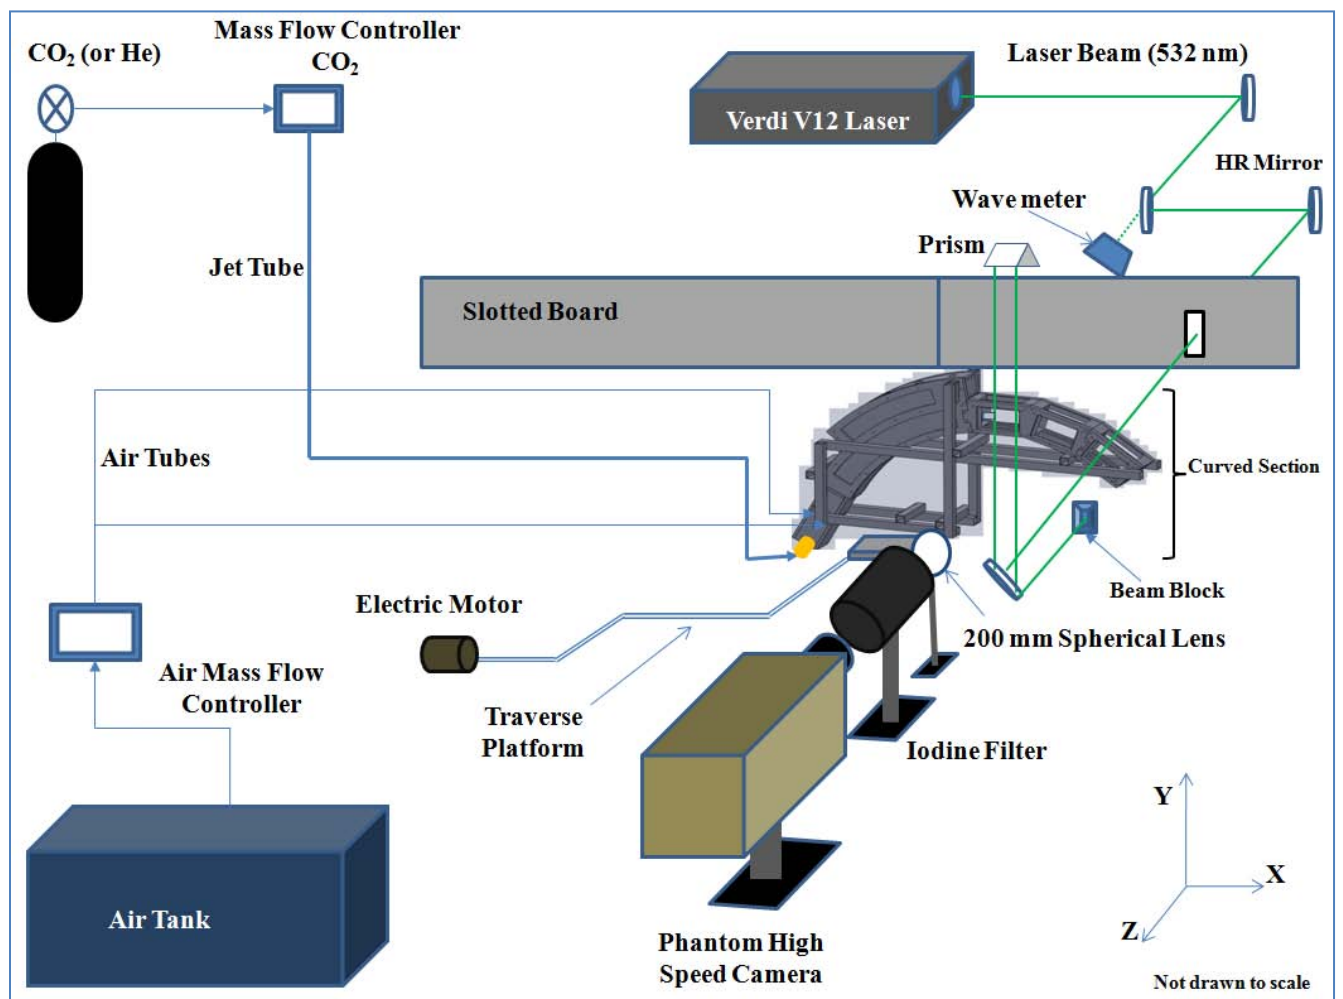 CO₂ (or He)
Mass Flow Controller
CO₂
Laser Beam (532 nm)
Verdi V12 Laser
HR Mirror
Wave meter
Prism
Jet Tube
Slotted Board
Air Tubes
Curved Section
Beam Block
Electric Motor
200 mm Spherical Lens
Air Mass Flow
Controller
Traverse
Platform
Iodine Filter
Y
X
Z
Air Tank
Phantom High
Speed Camera
Not drawn to scale